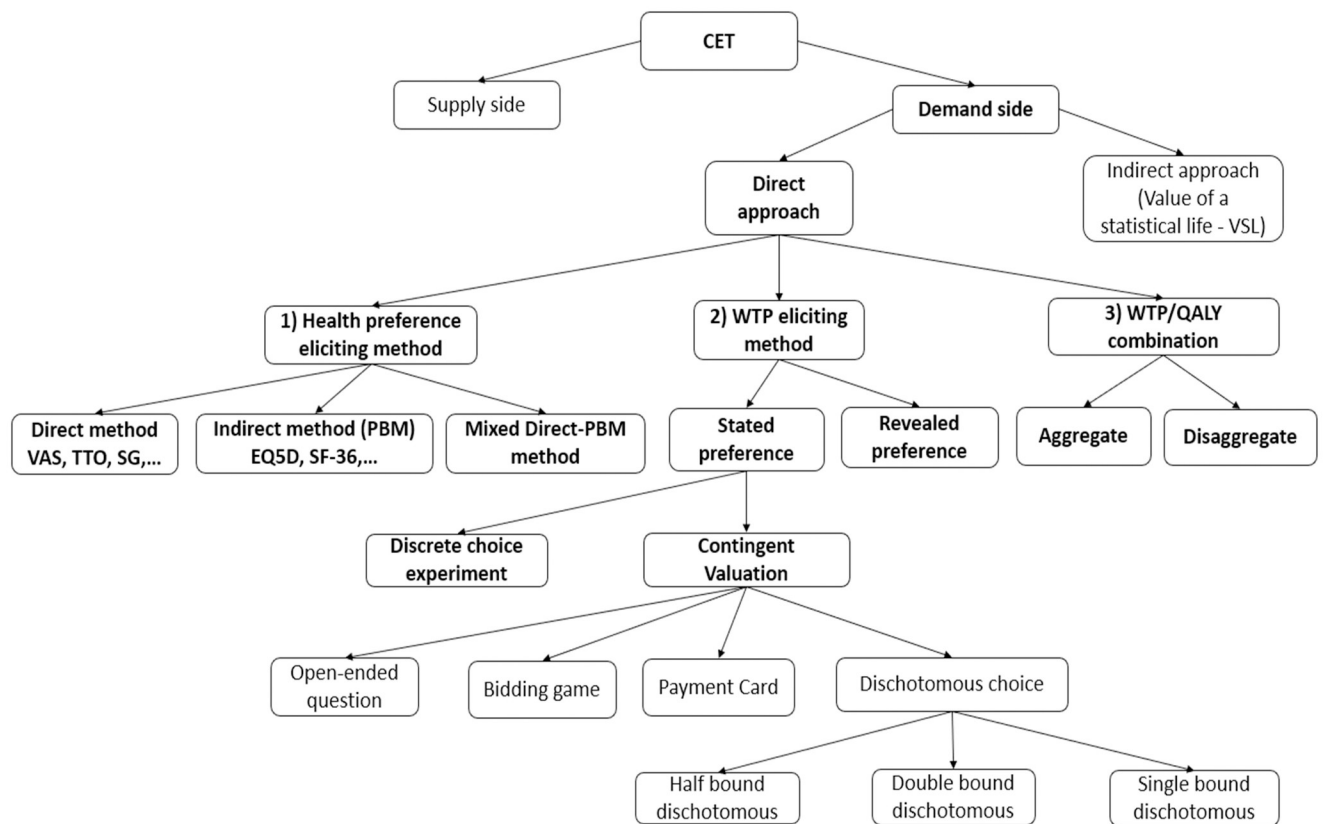 CET
Supply side
Demand side
Direct
approach
Indirect approach
(Value of a
statistical life - VSL)
1) Health preference
eliciting method
2) WTP eliciting
method
3) WTP/QALY
combination
Direct method
VAS, TTO, SG,...
Indirect method (PBM)
EQ5D, SF-36,...
Mixed Direct-PBM
method
Stated
preference
Revealed
preference
Aggregate
Disaggregate
Discrete choice
experiment
Contingent
Valuation
Open-ended
question
Bidding game
Payment Card
Dischotomous choice
Half bound
dischotomous
Double bound
dischotomous
Single bound
dischotomous